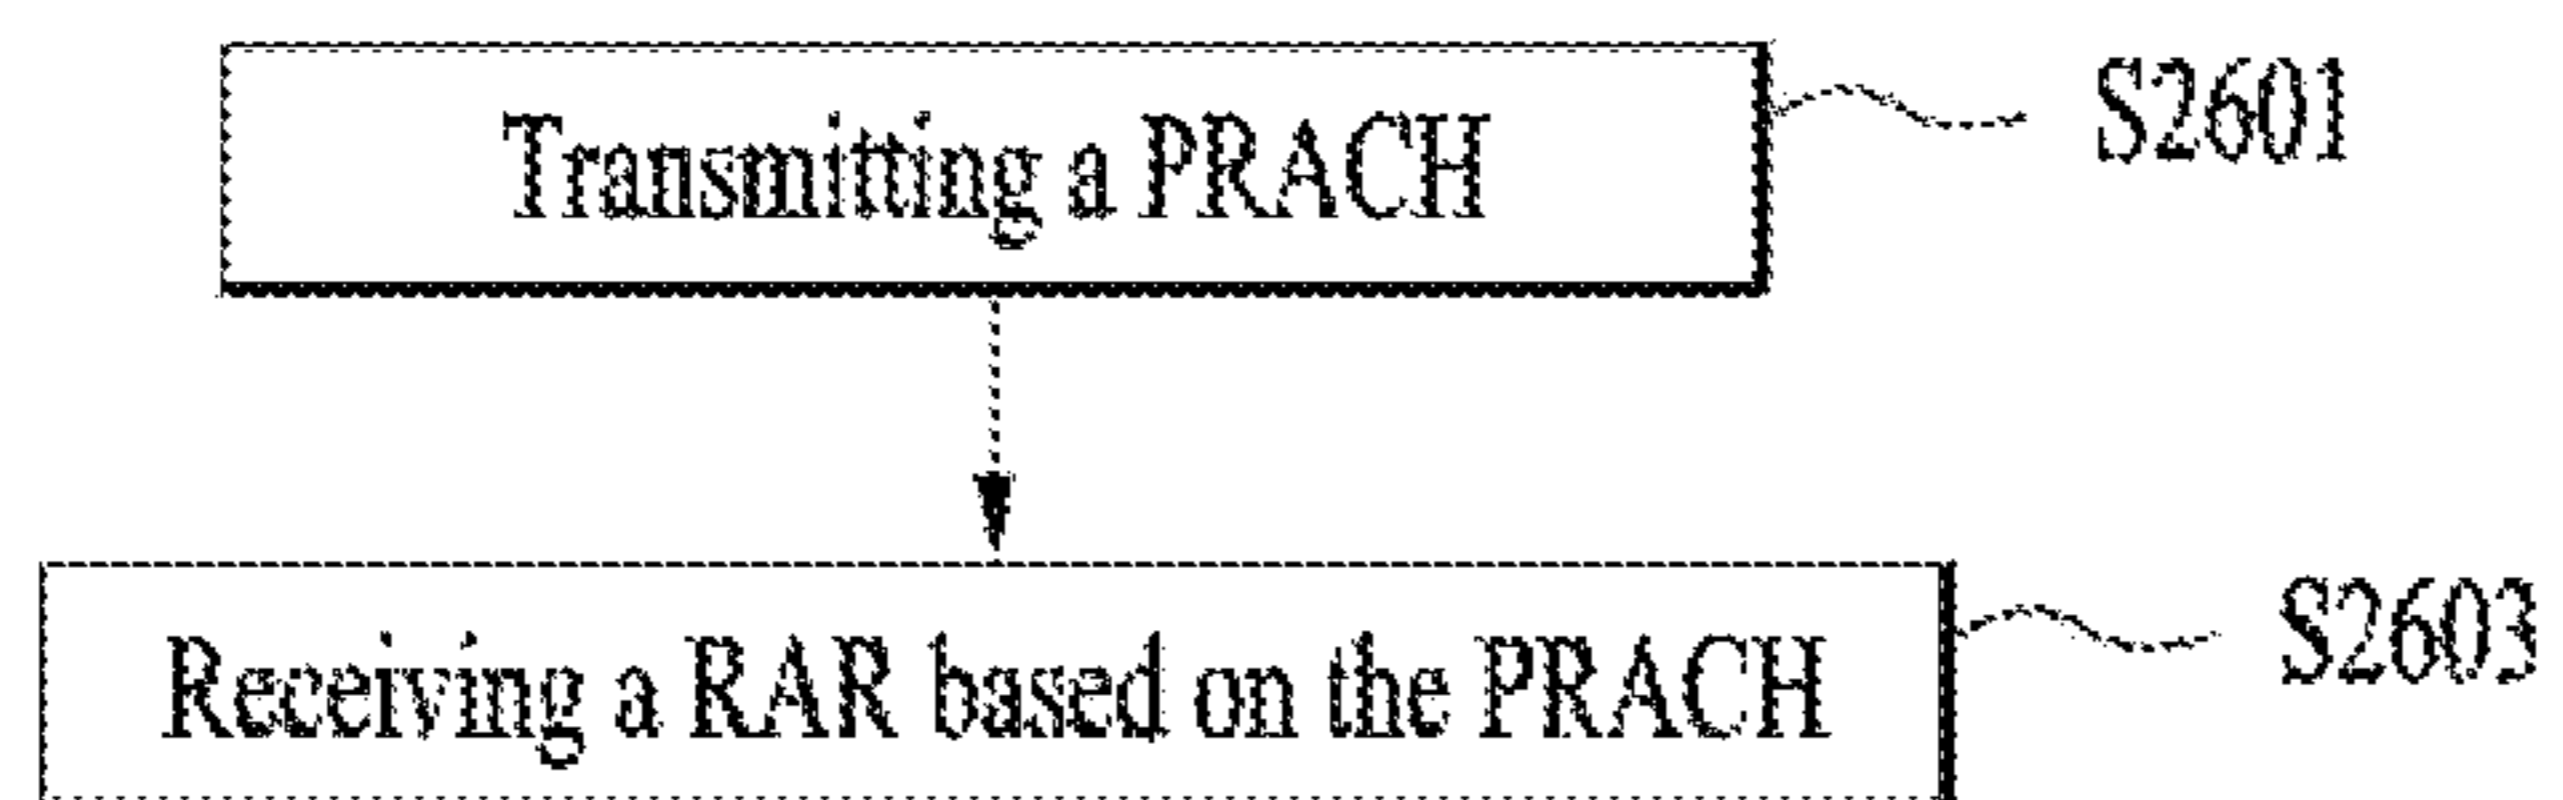 Transmitting a PRACH
S2601
Receiving a RAR based on the PRACH
S2603